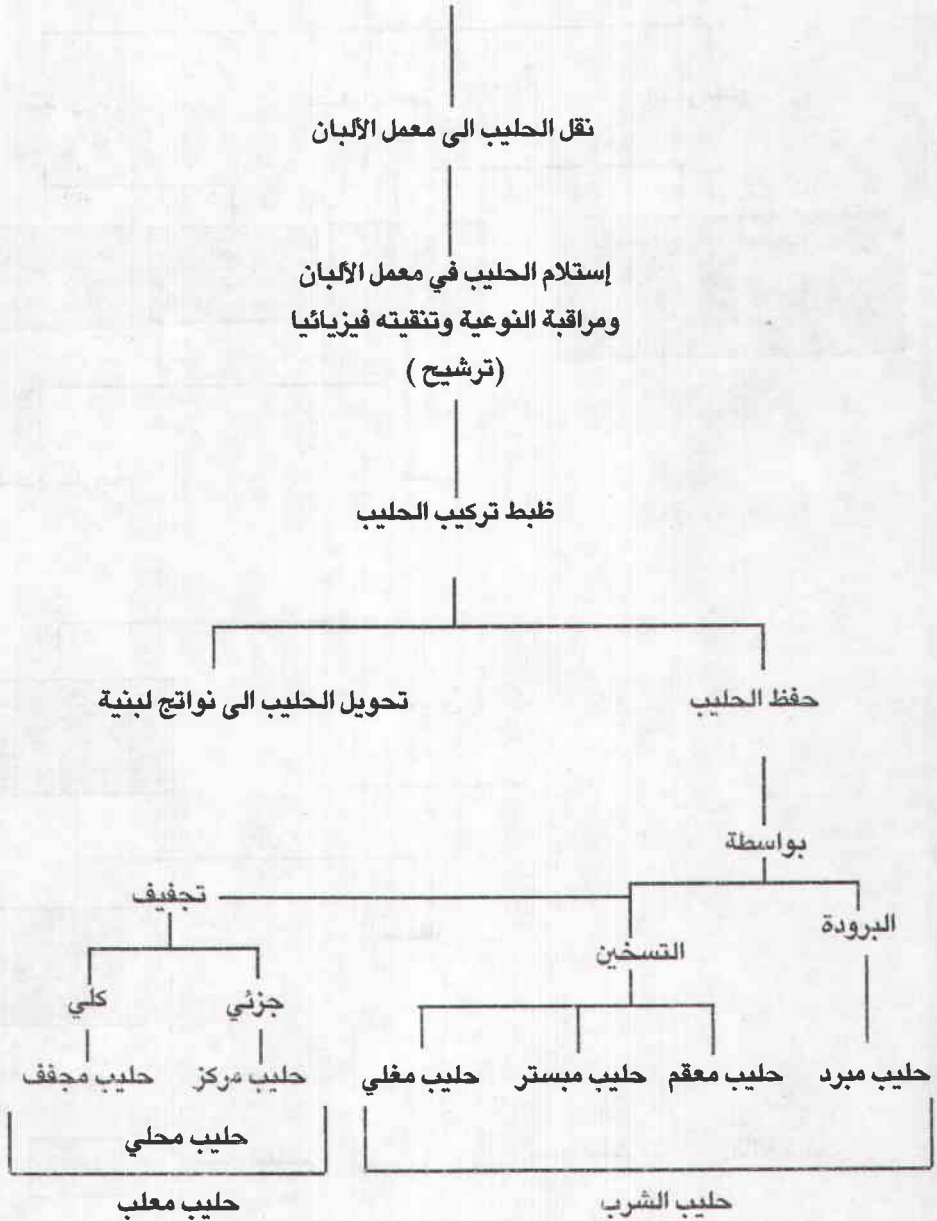 نقل الحليب الى معمل الألبان
إستلام الحليب في معمل الألبان
ومراقبة النوعية وتنقيته فيزيائيا
(ترشيح )
ظبط تركيب الحليب
حفظ الحليب
تحويل الحليب الى نواتج لبنية
بواسطة
البرودة
التسخين
تجفيف
جزئي
كلي
حليب مبرد
حليب معقم
حليب مبستر
حليب مغلي
حليب مركز
حليب مجفف
حليب محلي
حليب الشرب
حليب معلب